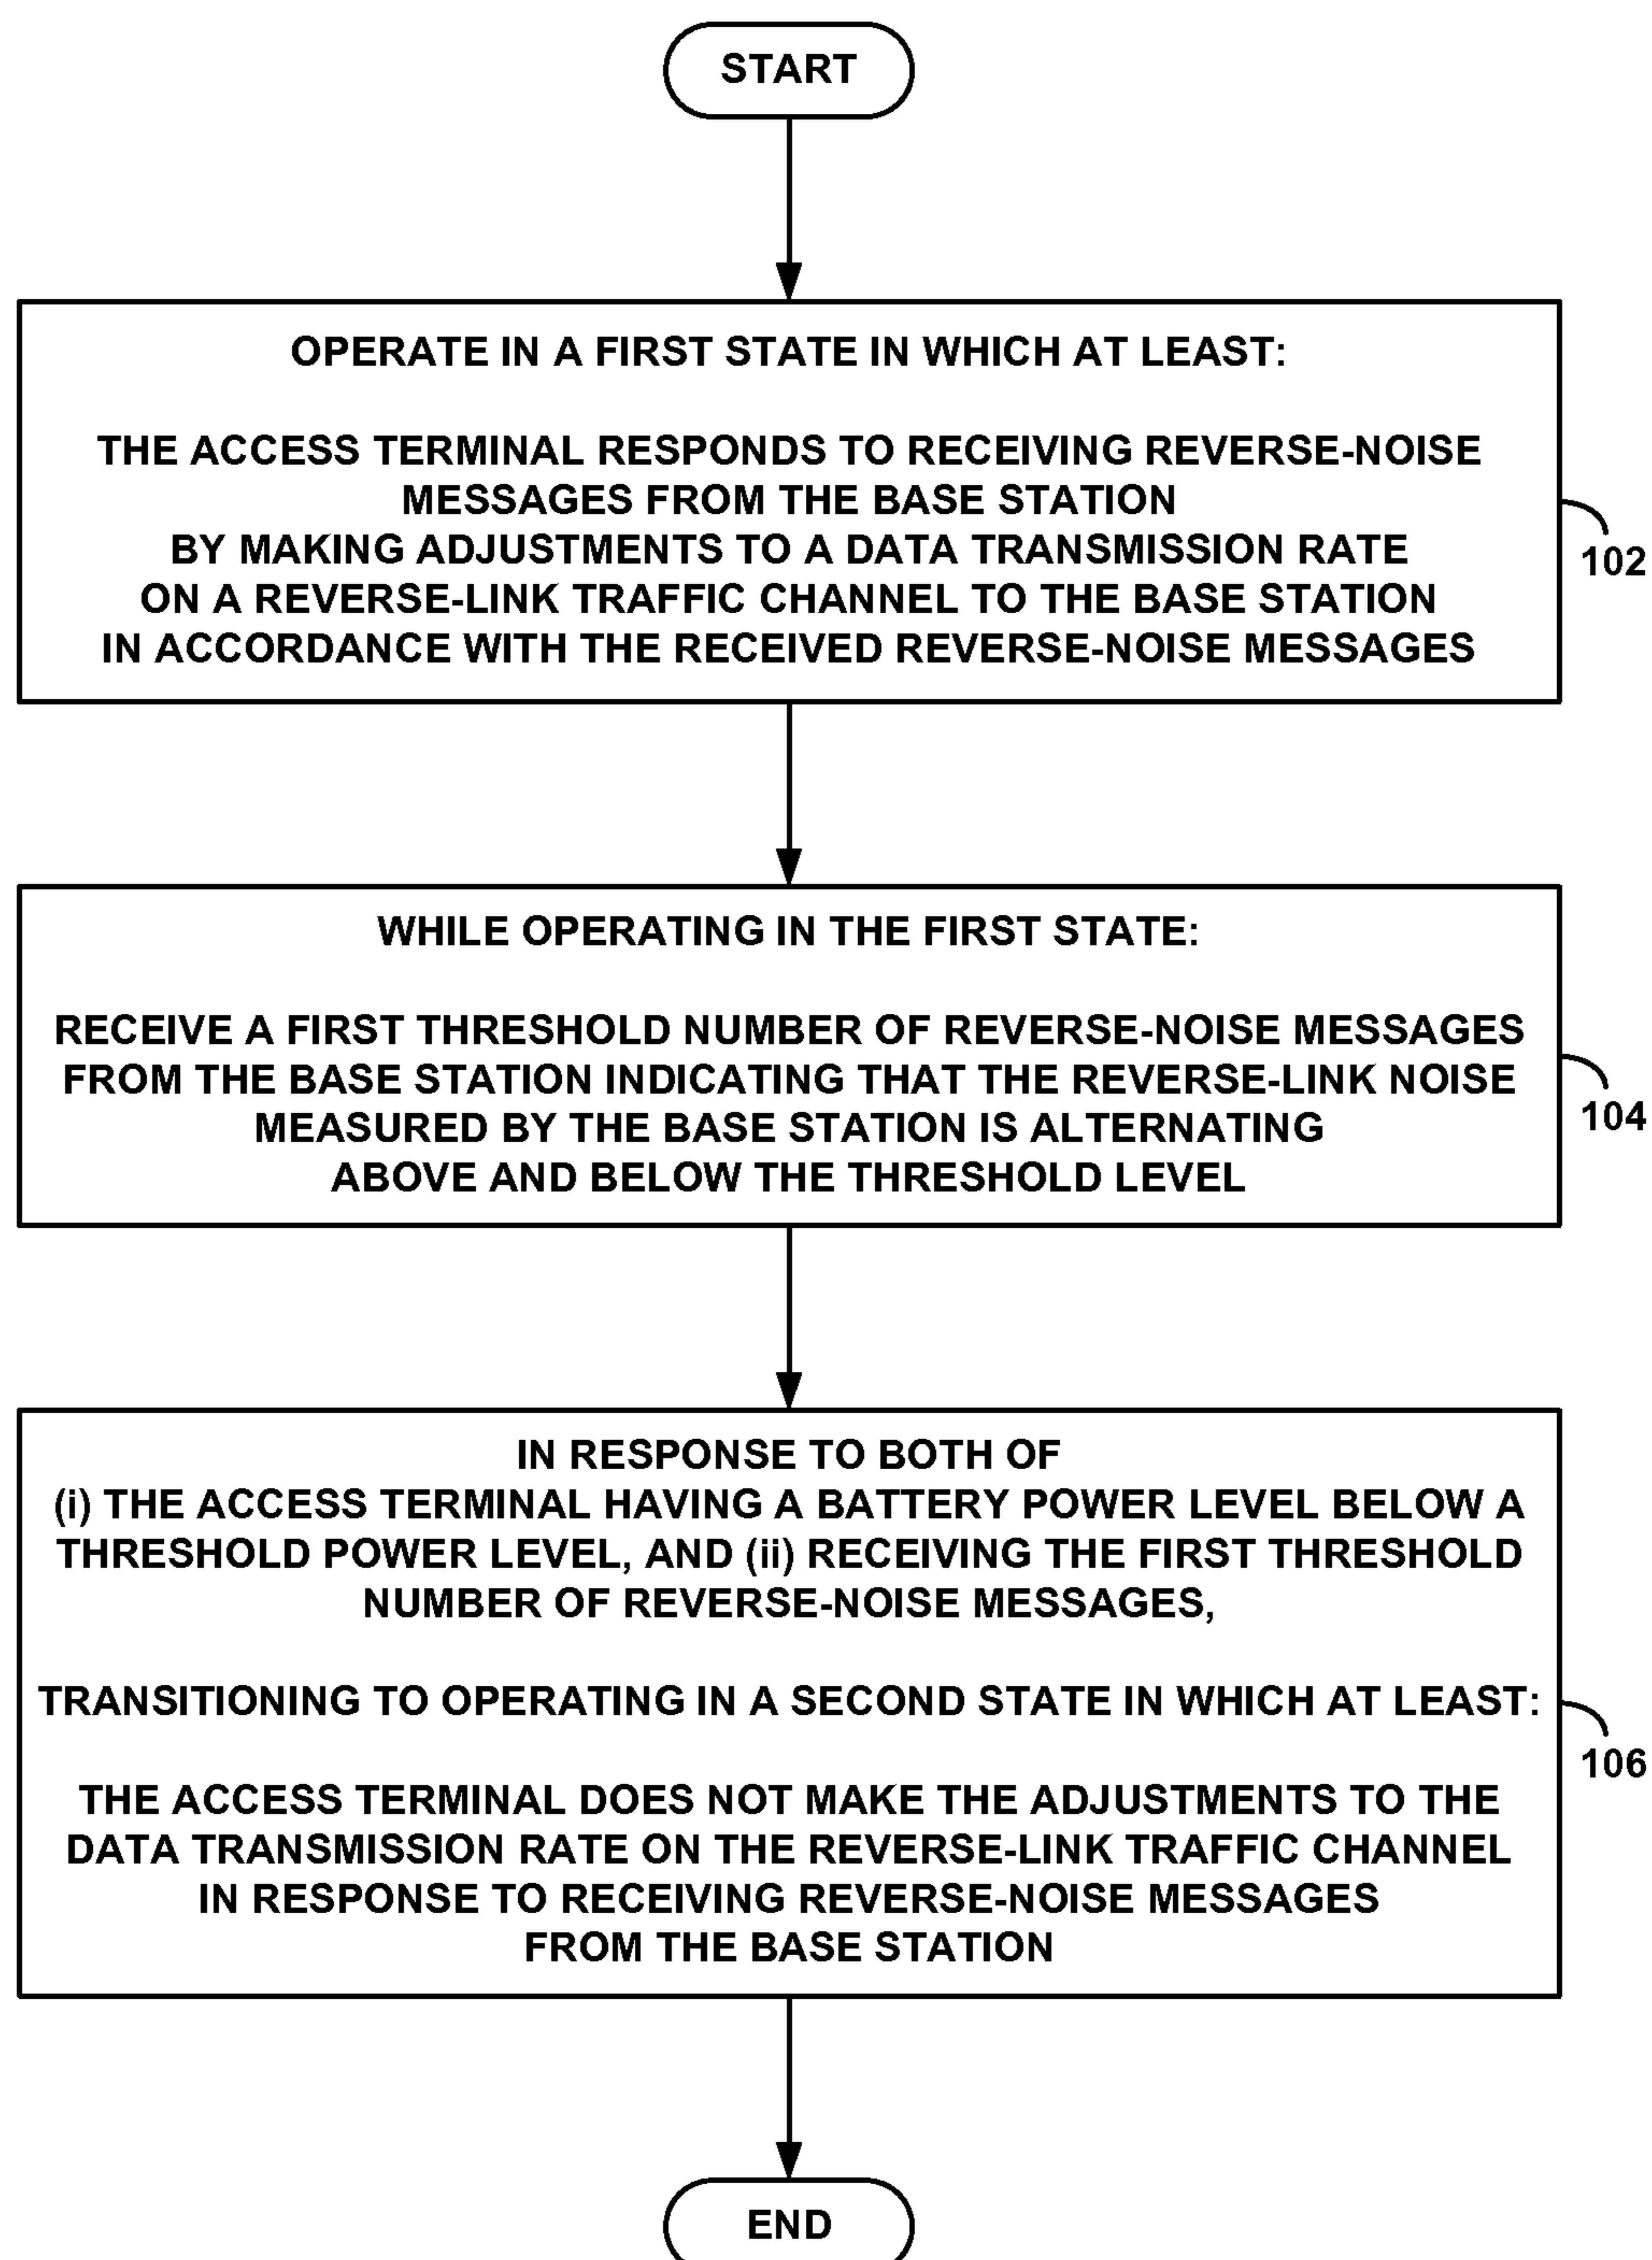 START
OPERATE IN A FIRST STATE IN WHICH AT LEAST:
THE ACCESS TERMINAL RESPONDS TO RECEIVING REVERSE-NOISE
MESSAGES FROM THE BASE STATION
BY MAKING ADJUSTMENTS TO A DATA TRANSMISSION RATE
ON A REVERSE-LINK TRAFFIC CHANNEL TO THE BASE STATION
IN ACCORDANCE WITH THE RECEIVED REVERSE-NOISE MESSAGES
102
WHILE OPERATING IN THE FIRST STATE:
RECEIVE A FIRST THRESHOLD NUMBER OF REVERSE-NOISE MESSAGES
FROM THE BASE STATION INDICATING THAT THE REVERSE-LINK NOISE
MEASURED BY THE BASE STATION IS ALTERNATING
ABOVE AND BELOW THE THRESHOLD LEVEL
104
IN RESPONSE TO BOTH OF
(i) THE ACCESS TERMINAL HAVING A BATTERY POWER LEVEL BELOW A
THRESHOLD POWER LEVEL, AND (ii) RECEIVING THE FIRST THRESHOLD
NUMBER OF REVERSE-NOISE MESSAGES,
TRANSITIONING TO OPERATING IN A SECOND STATE IN WHICH AT LEAST:
THE ACCESS TERMINAL DOES NOT MAKE THE ADJUSTMENTS TO THE
DATA TRANSMISSION RATE ON THE REVERSE-LINK TRAFFIC CHANNEL
IN RESPONSE TO RECEIVING REVERSE-NOISE MESSAGES
FROM THE BASE STATION
106
END